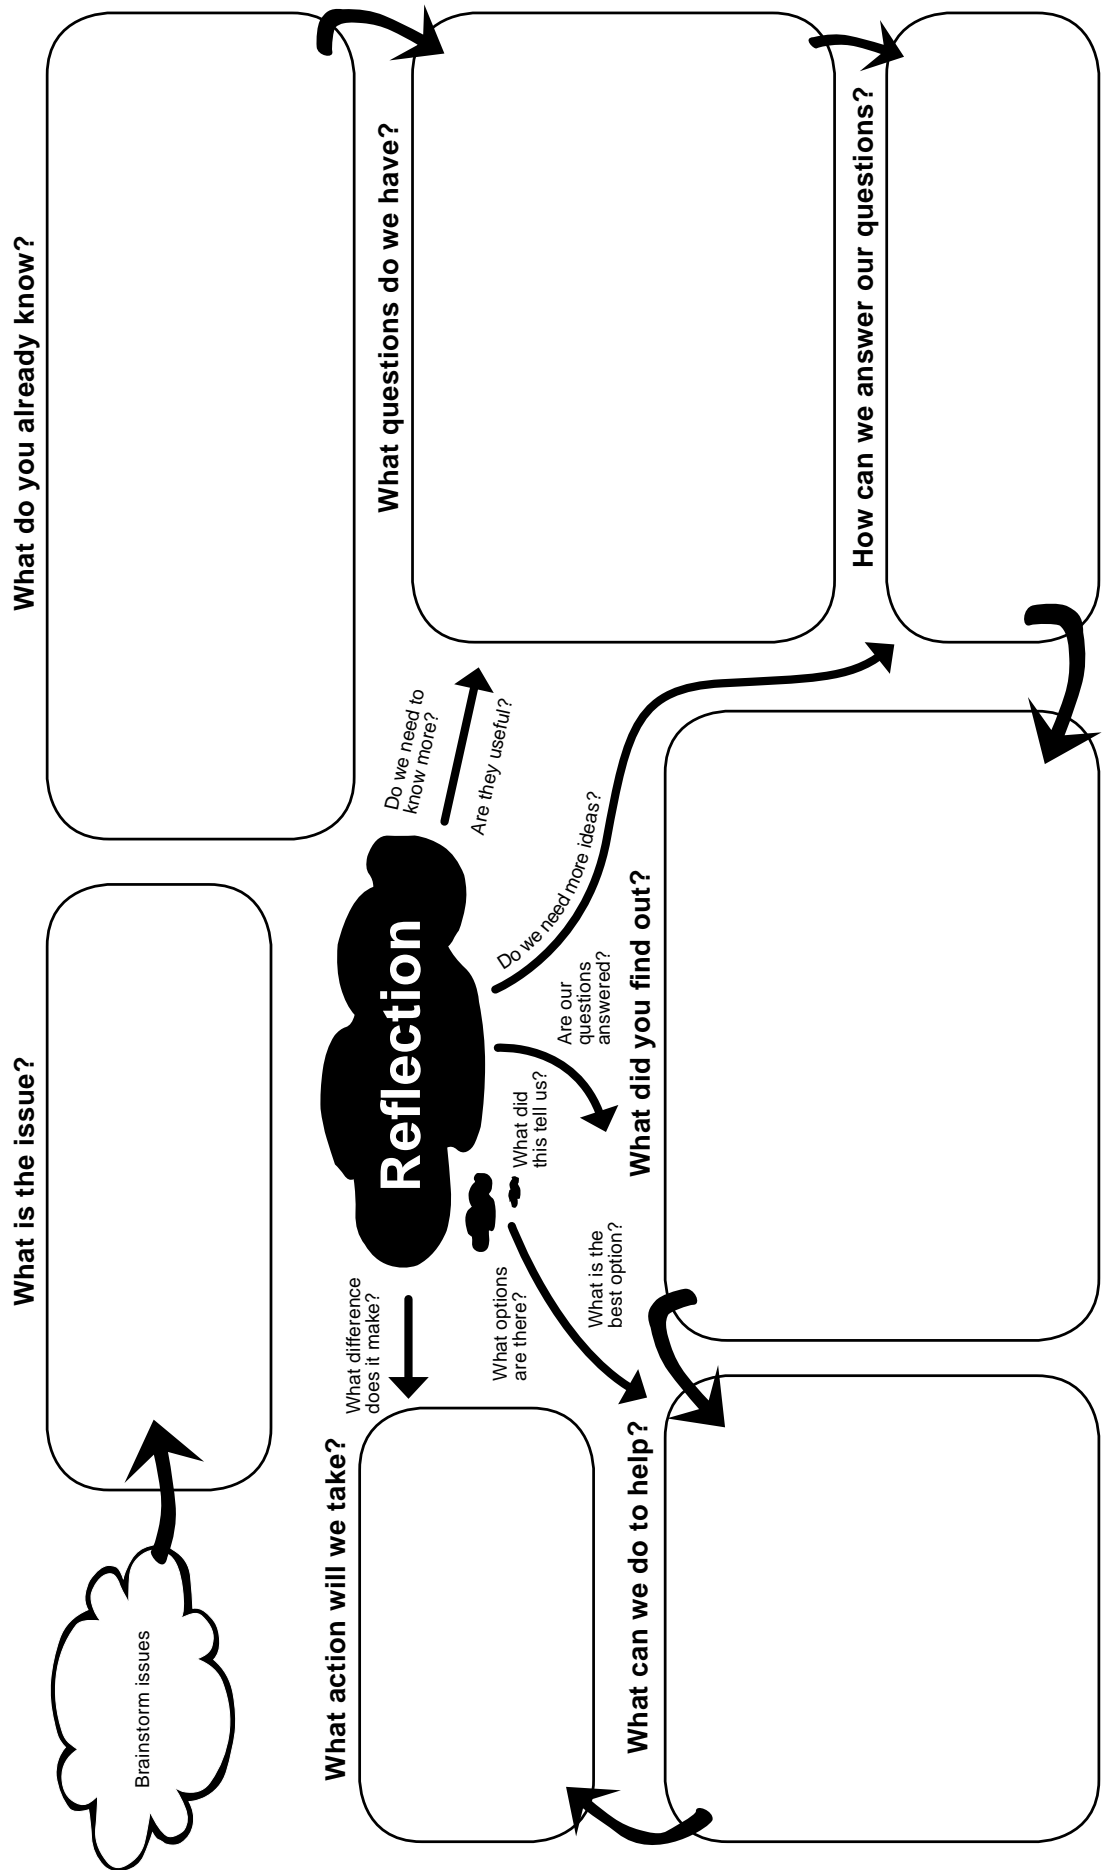 Brainstorm issues
What is the issue?
What do you already know?
What questions do we have?
How can we answer our questions?
What did you find out?
What can we do to help?
What action will we take?
Reflection
Do we need to
know more?
Are they useful?
Do we need more ideas?
Are our
questions
answered?
What did
this tell us?
What is the
best option?
What options
are there?
What difference
does it make?